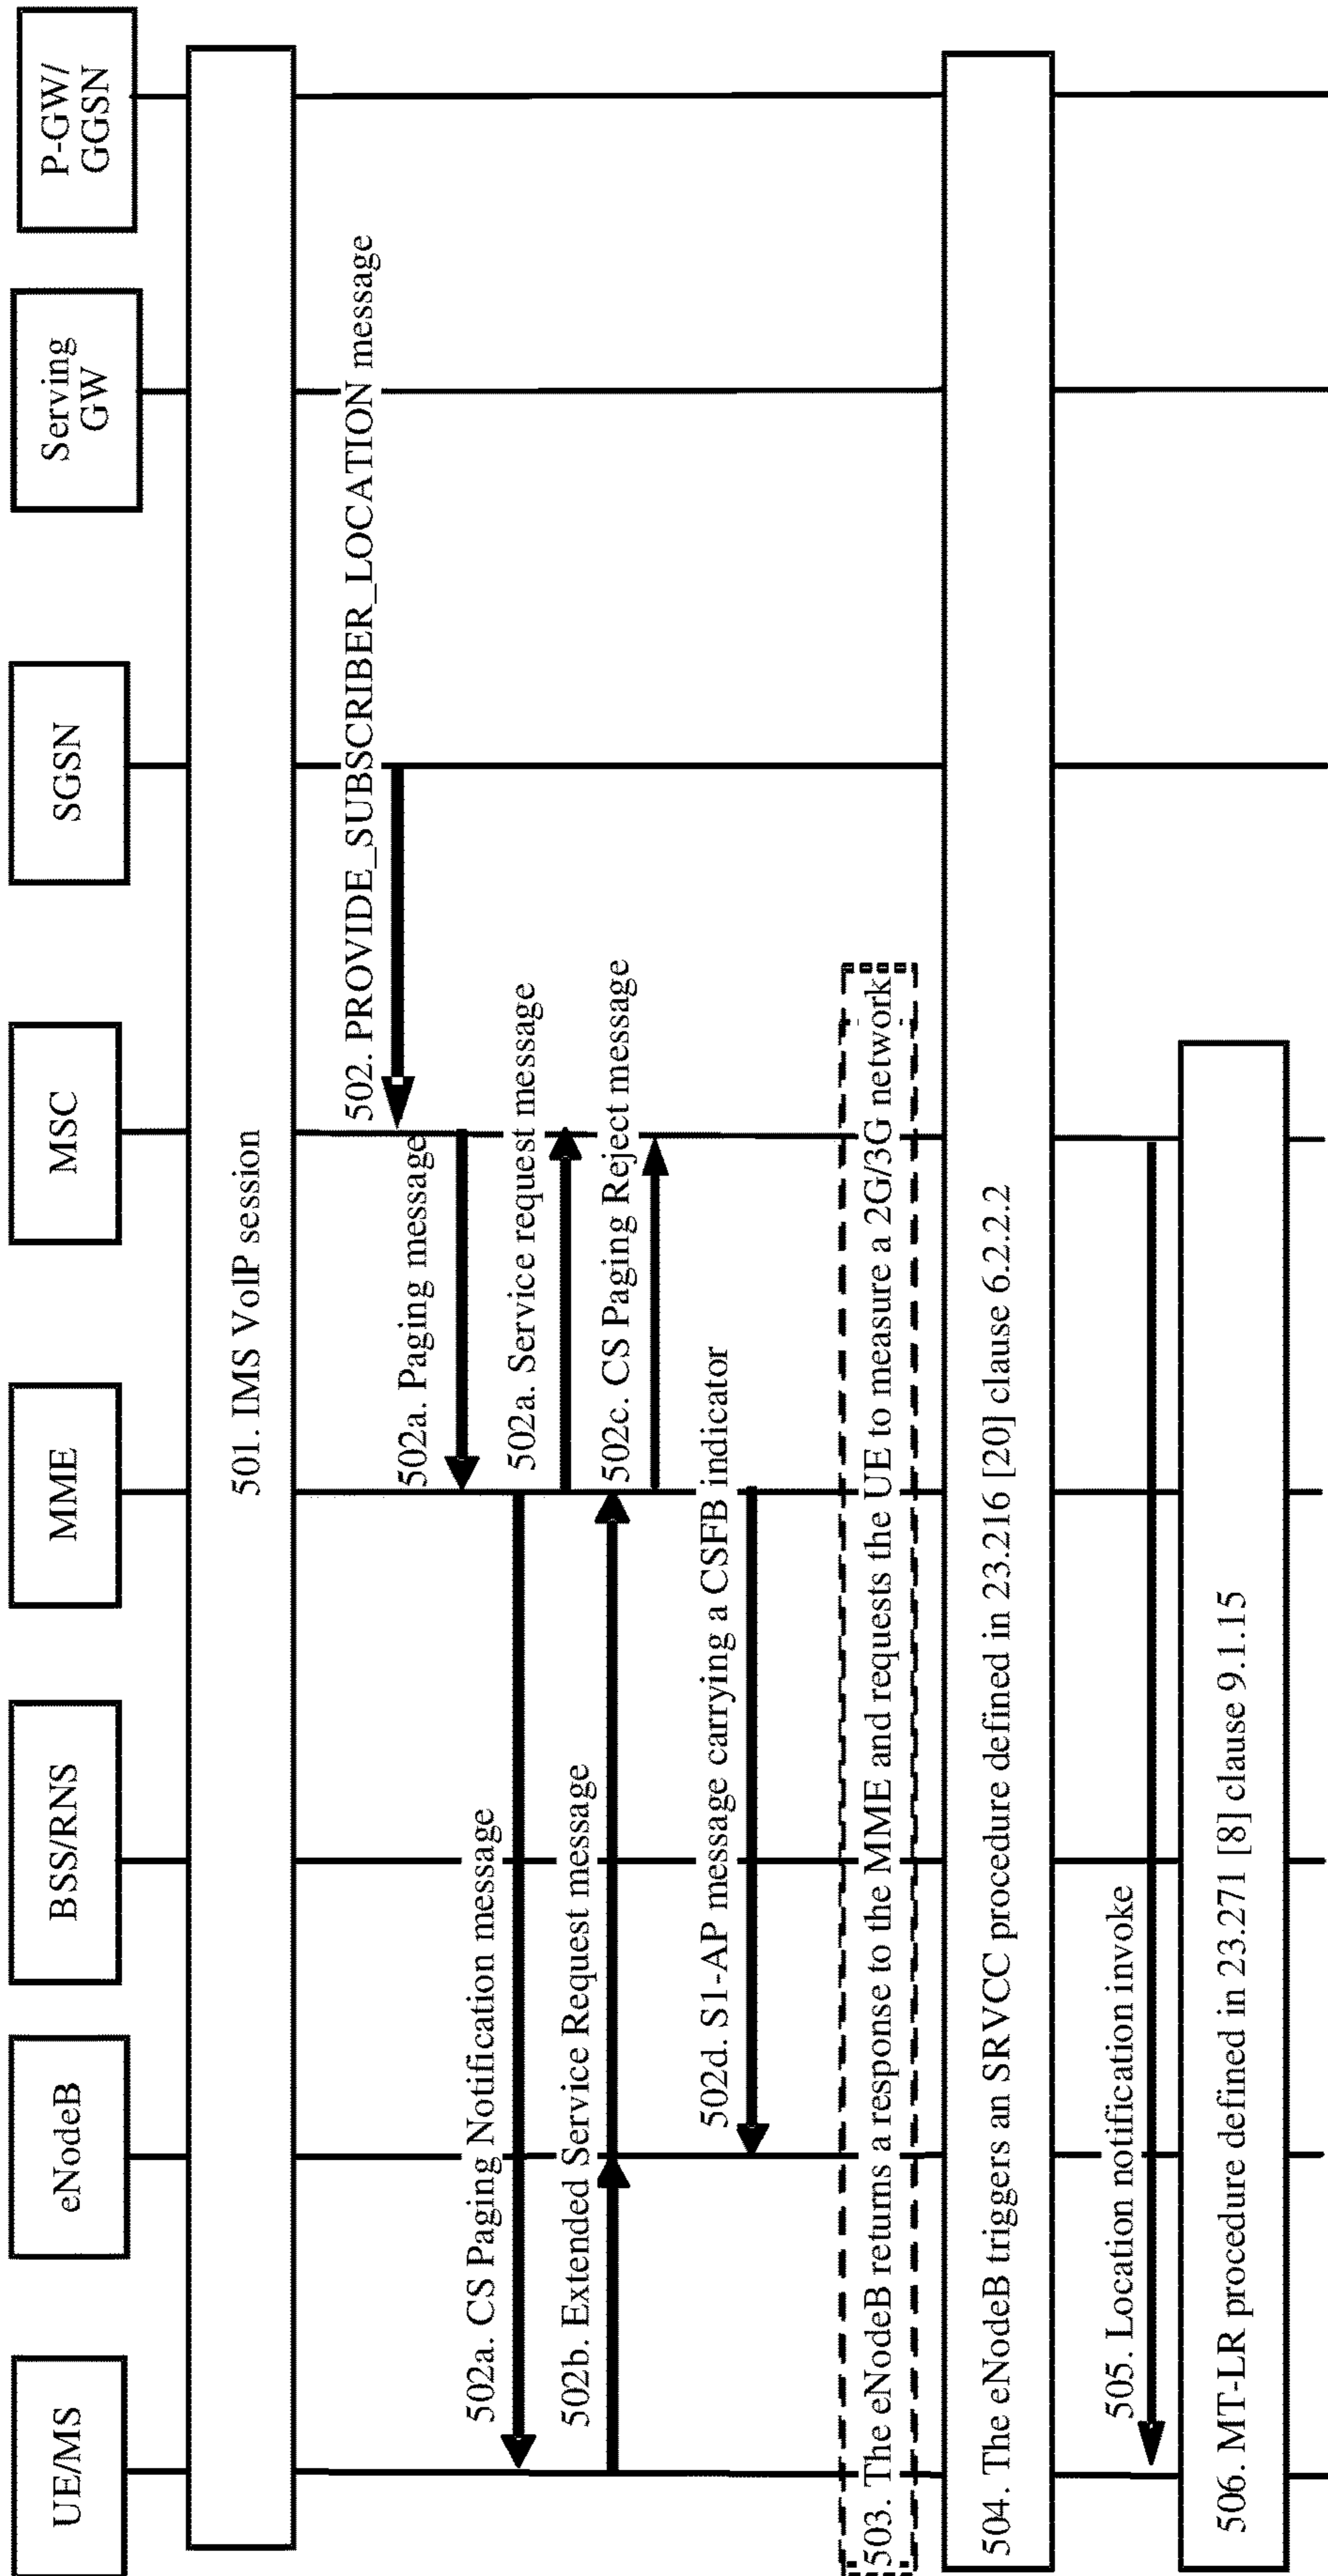 UE/MS
eNodeB
BSS/RNS
MME
MSC
SGSN
Serving
GW
P-GW/
GGSN
501. IMS VoIP session
502. PROVIDE_SUBSCRIBER_LOCATION message
502a. Paging message
502a. CS Paging Notification message
502a. Service request message
502b. Extended Service Request message
502c. CS Paging Reject message
502d. S1-AP message carrying a CSFB indicator
503. The eNodeB returns a response to the MME and requests the UE to measure a 2G/3G network
504. The eNodeB triggers an SRVCC procedure defined in 23.216 [20] clause 6.2.2.2
505. Location notification invoke
506. MT-LR procedure defined in 23.271 [8] clause 9.1.15